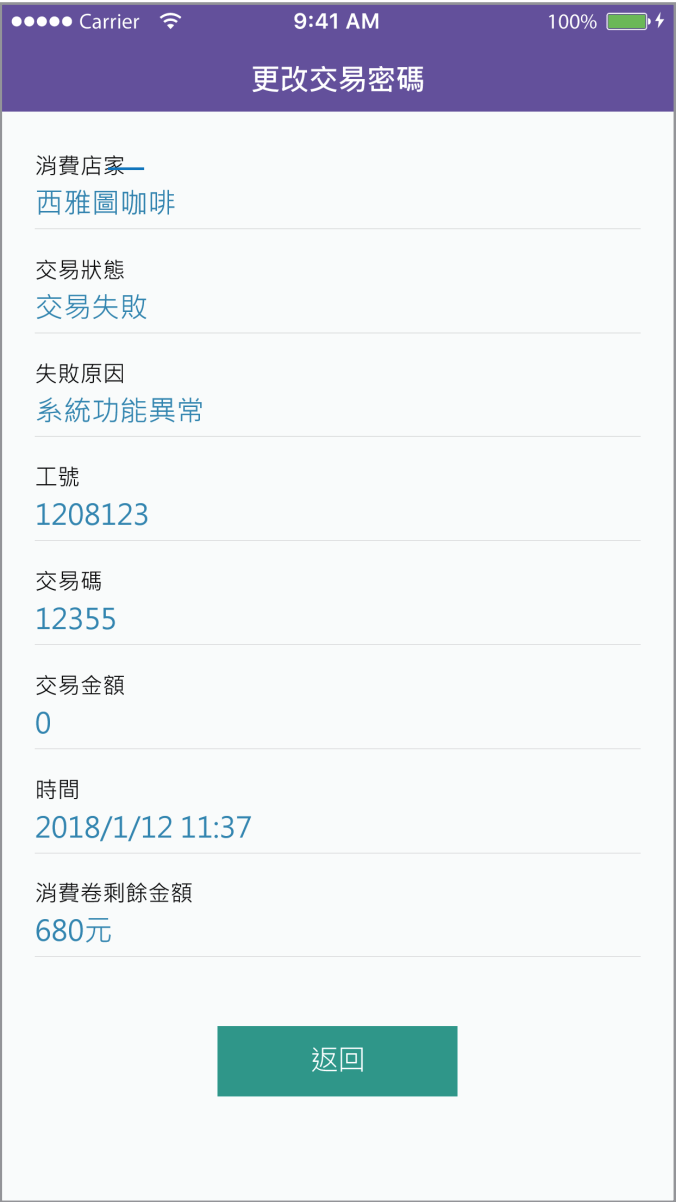 Carrier 9:41 AM 100%
更改交易密碼
消費店家
西雅圖咖啡
交易狀態
交易失敗
失敗原因
系統功能異常
工號
1208123
交易碼
12355
交易金額
0
時間
2018/1/12 11:37
消費卷剩餘金額
680元
返回